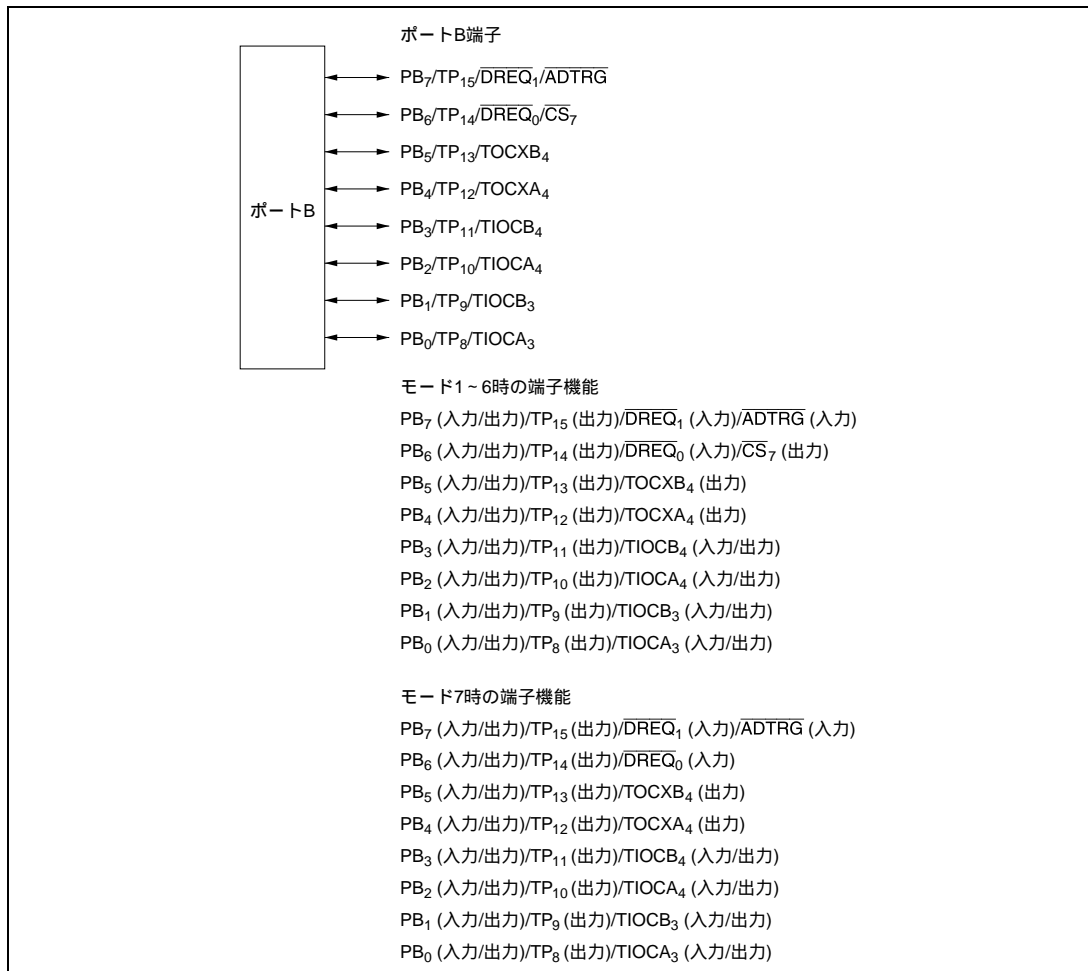 ポートB端子
PB₇/TP₁₅/D̅R̅E̅Q̅₁/A̅D̅T̅R̅G̅
PB₆/TP₁₄/D̅R̅E̅Q̅₀/C̅S̅₇
PB₅/TP₁₃/TOCXB₄
PB₄/TP₁₂/TOCXA₄
ポートB
PB₃/TP₁₁/TIOCB₄
PB₂/TP₁₀/TIOCA₄
PB₁/TP₉/TIOCB₃
PB₀/TP₈/TIOCA₃
モード1~6時の端子機能
PB₇ (入力/出力)/TP₁₅ (出力)/D̅R̅E̅Q̅₁ (入力)/A̅D̅T̅R̅G̅ (入力)
PB₆ (入力/出力)/TP₁₄ (出力)/D̅R̅E̅Q̅₀ (入力)/C̅S̅₇ (出力)
PB₅ (入力/出力)/TP₁₃ (出力)/TOCXB₄ (出力)
PB₄ (入力/出力)/TP₁₂ (出力)/TOCXA₄ (出力)
PB₃ (入力/出力)/TP₁₁ (出力)/TIOCB₄ (入力/出力)
PB₂ (入力/出力)/TP₁₀ (出力)/TIOCA₄ (入力/出力)
PB₁ (入力/出力)/TP₉ (出力)/TIOCB₃ (入力/出力)
PB₀ (入力/出力)/TP₈ (出力)/TIOCA₃ (入力/出力)
モード7時の端子機能
PB₇ (入力/出力)/TP₁₅ (出力)/D̅R̅E̅Q̅₁ (入力)/A̅D̅T̅R̅G̅ (入力)
PB₆ (入力/出力)/TP₁₄ (出力)/D̅R̅E̅Q̅₀ (入力)
PB₅ (入力/出力)/TP₁₃ (出力)/TOCXB₄ (出力)
PB₄ (入力/出力)/TP₁₂ (出力)/TOCXA₄ (出力)
PB₃ (入力/出力)/TP₁₁ (出力)/TIOCB₄ (入力/出力)
PB₂ (入力/出力)/TP₁₀ (出力)/TIOCA₄ (入力/出力)
PB₁ (入力/出力)/TP₉ (出力)/TIOCB₃ (入力/出力)
PB₀ (入力/出力)/TP₈ (出力)/TIOCA₃ (入力/出力)